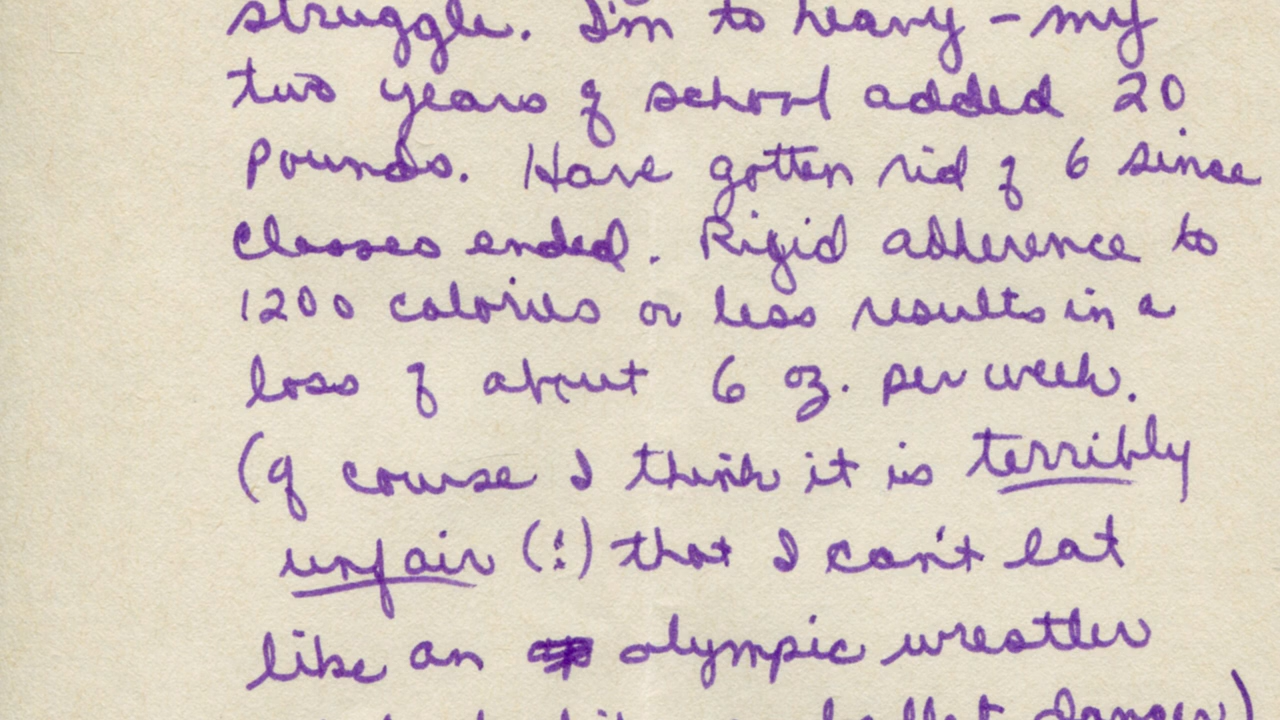 struggle. I'm to heavy – my
two years of school added 20
pounds. Have gotten rid of 6 since
classes ended. Rigid adherence to
1200 calories or less results in a
loss of about 6 oz. per week.
(Of course I think it is terribly
unfair (!) that I can't eat
like an olympic wrestler
ballet dancer)